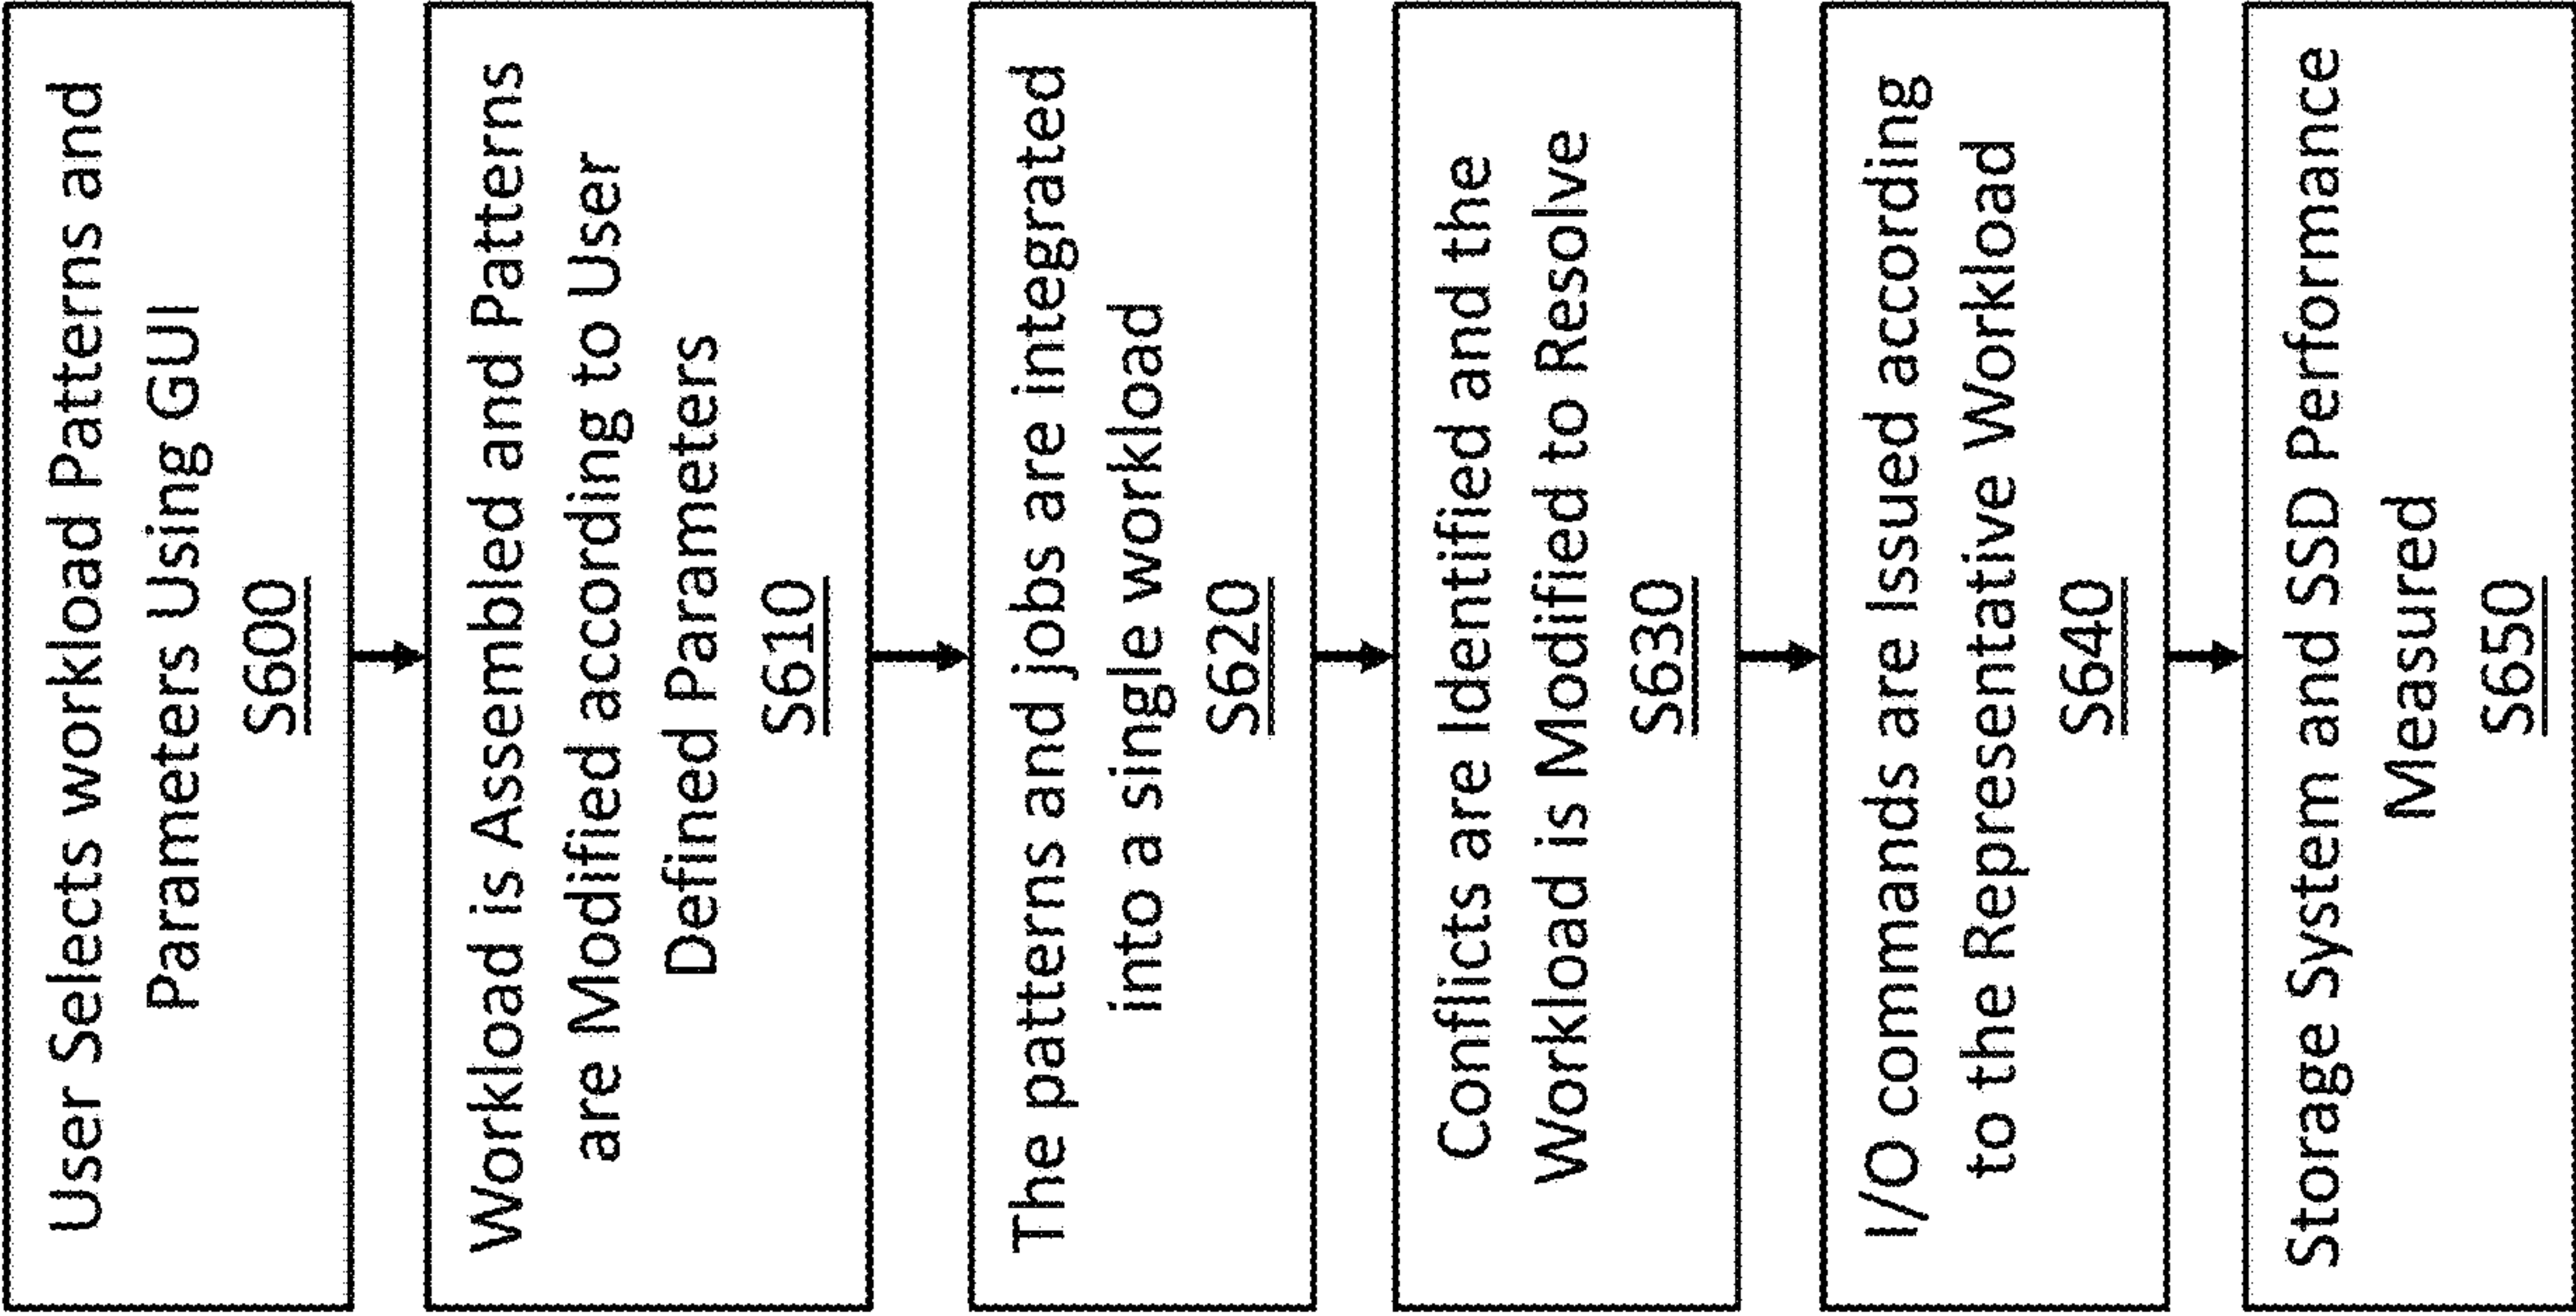 User Selects workload Patterns and
Parameters Using GUI
S600
Workload is Assembled and Patterns
are Modified according to User
Defined Parameters
S610
The patterns and jobs are integrated
into a single workload
S620
Conflicts are Identified and the
Workload is Modified to Resolve
S630
I/O commands are Issued according
to the Representative Workload
S640
Storage System and SSD Performance
Measured
S650